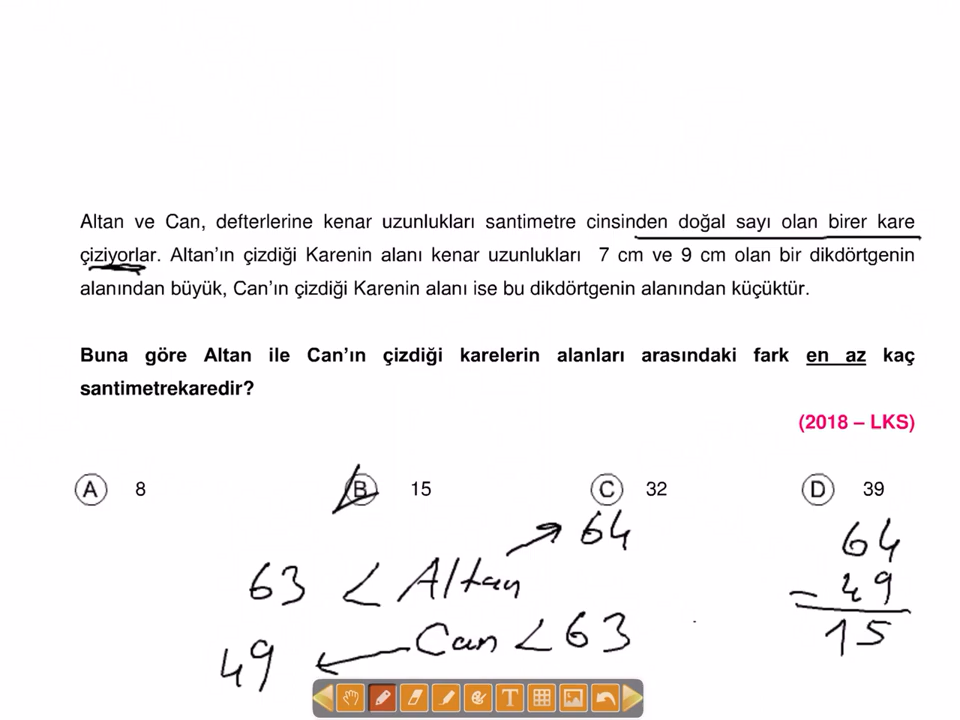 Altan ve Can, defterlerine kenar uzunlukları santimetre cinsinden doğal sayı olan birer kare
çiziyorlar. Altan'ın çizdiği Karenin alanı kenar uzunlukları 7 cm ve 9 cm olan bir dikdörtgenin
alanından büyük, Can'ın çizdiği Karenin alanı ise bu dikdörtgenin alanından küçüktür.
Buna göre Altan ile Can'ın çizdiği karelerin alanları arasındaki fark en az kaç
santimetrekaredir?
(2018 – LKS)
A 8 B 15 C 32 D 39
64
63 < Altan
Can < 63
49
64
- 49
15
T